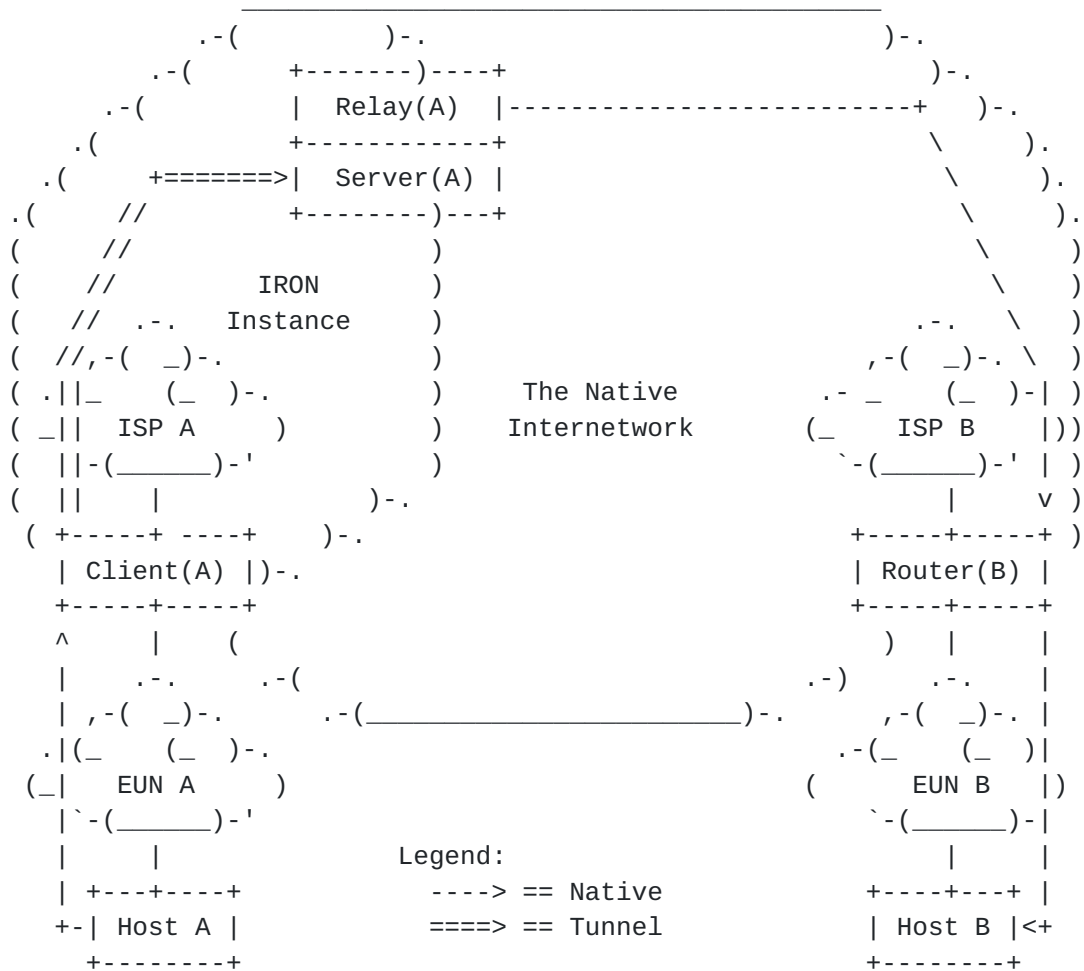 Relay(A)
Server(A)
IRON
Instance
The Native
ISP A Internetwork ISP B
Client(A) Router(B)
EUN A EUN B
Legend:
----> == Native
Host A ====> == Tunnel Host B